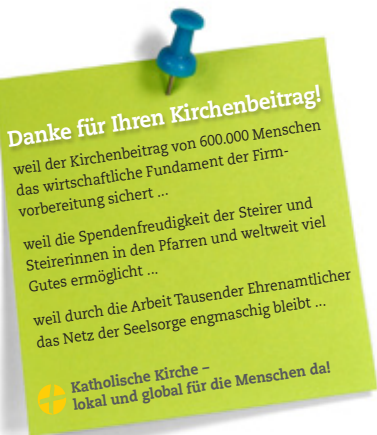 Danke für Ihren Kirchenbeitrag!
weil der Kirchenbeitrag von 600.000 Menschen
das wirtschaftliche Fundament der Firm-
vorbereitung sichert ...
weil die Spendenfreudigkeit der Steirer und
Steirerinnen in den Pfarren und weltweit viel
Gutes ermöglicht ...
weil durch die Arbeit Tausender Ehrenamtlicher
das Netz der Seelsorge engmaschig bleibt ...
Katholische Kirche –
lokal und global für die Menschen da!